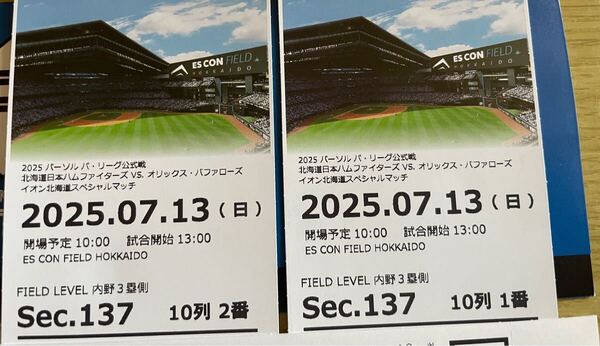 ES CON FIELD
HOKKAIDO
2025 パーソル パ・リーグ公式戦
北海道日本ハムファイターズ VS. オリックス・バファローズ
イオン北海道スペシャルマッチ
2025.07.13（日）
開場予定 10:00 試合開始 13:00
ES CON FIELD HOKKAIDO
FIELD LEVEL 内野３塁側
Sec.137 10列 2番
ES CON FIELD
HOKKAIDO
2025 パーソル パ・リーグ公式戦
北海道日本ハムファイターズ VS. オリックス・バファローズ
イオン北海道スペシャルマッチ
2025.07.13（日）
開場予定 10:00 試合開始 13:00
ES CON FIELD HOKKAIDO
FIELD LEVEL 内野３塁側
Sec.137 10列 1番